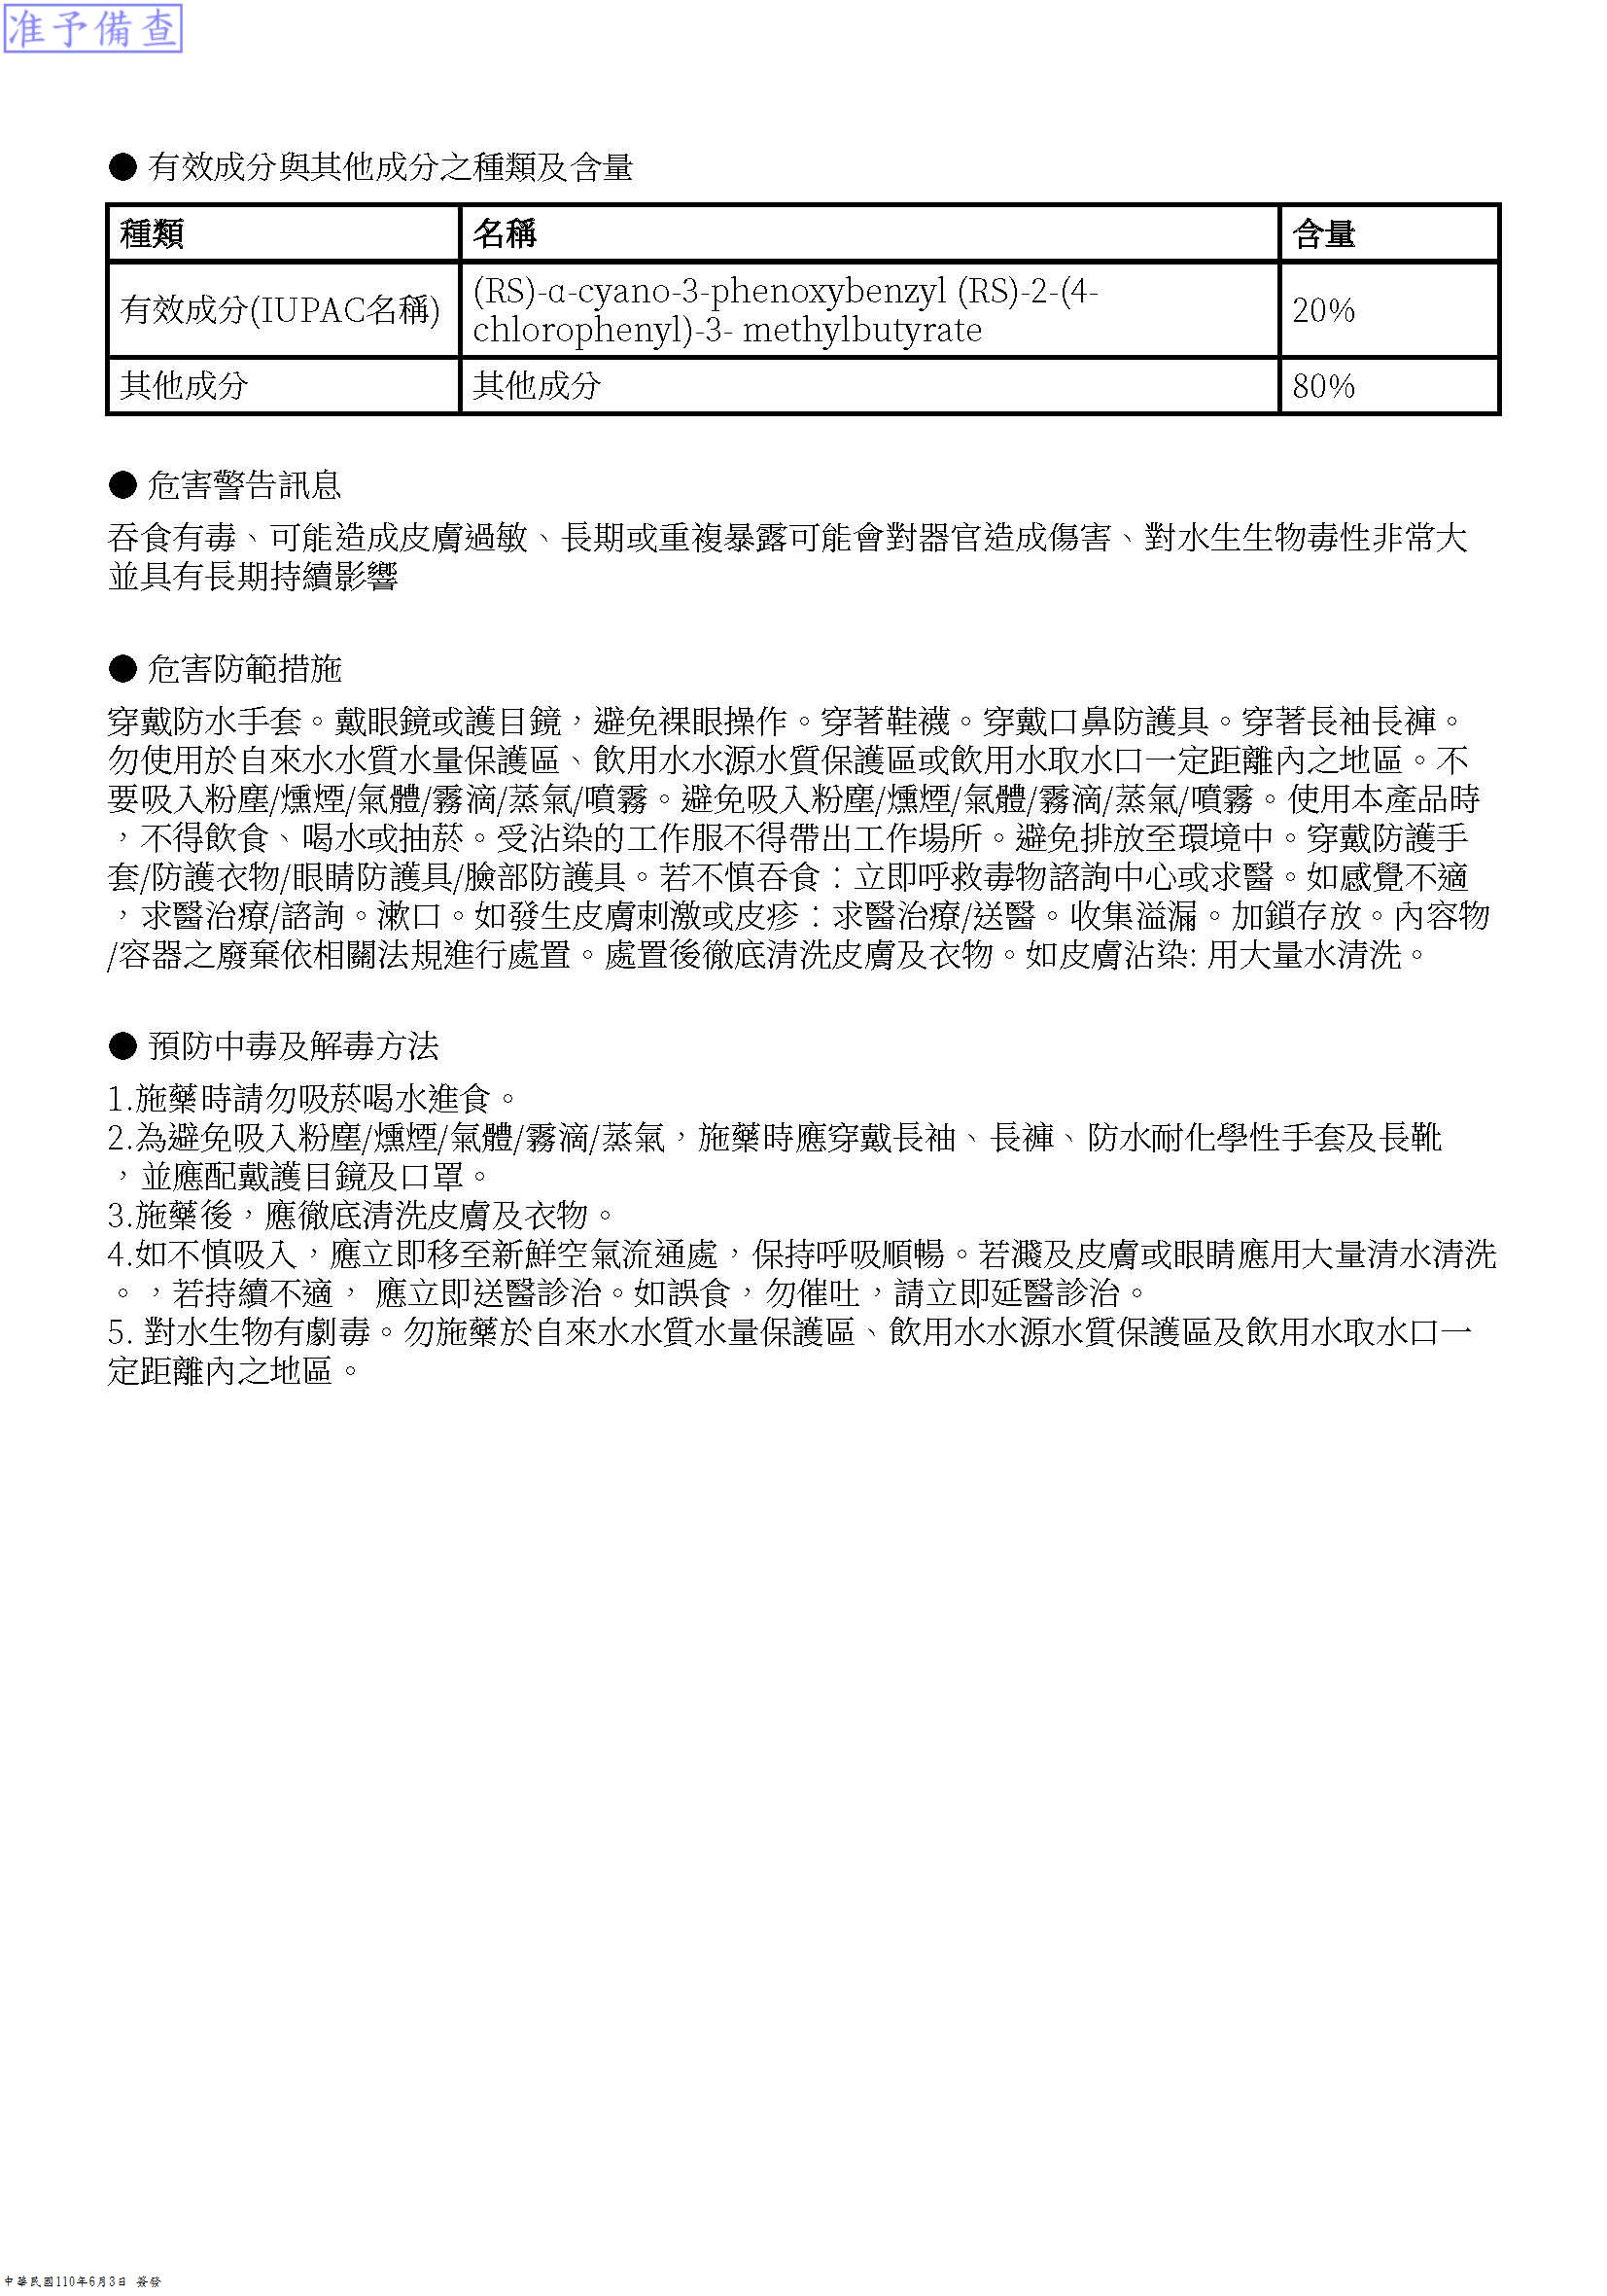 准予備查
● 有效成分與其他成分之種類及含量
種類 名稱 含量
有效成分(IUPAC名稱) (RS)-α-cyano-3-phenoxybenzyl (RS)-2-(4-
chlorophenyl)-3- methylbutyrate 20%
其他成分 其他成分 80%
● 危害警告訊息
吞食有毒、可能造成皮膚過敏、長期或重複暴露可能會對器官造成傷害、對水生生物毒性非常大
並具有長期持續影響
● 危害防範措施
穿戴防水手套。戴眼鏡或護目鏡，避免裸眼操作。穿著鞋襪。穿戴口鼻防護具。穿著長袖長褲。
勿使用於自來水水質水量保護區、飲用水水源水質保護區或飲用水取水口一定距離內之地區。不
要吸入粉塵/燻煙/氣體/霧滴/蒸氣/噴霧。避免吸入粉塵/燻煙/氣體/霧滴/蒸氣/噴霧。使用本產品時
，不得飲食、喝水或抽菸。受沾染的工作服不得帶出工作場所。避免排放至環境中。穿戴防護手
套/防護衣物/眼睛防護具/臉部防護具。若不慎吞食：立即呼救毒物諮詢中心或求醫。如感覺不適
，求醫治療/諮詢。漱口。如發生皮膚刺激或皮疹：求醫治療/送醫。收集溢漏。加鎖存放。內容物
/容器之廢棄依相關法規進行處置。處置後徹底清洗皮膚及衣物。如皮膚沾染: 用大量水清洗。
● 預防中毒及解毒方法
1.施藥時請勿吸菸喝水進食。
2.為避免吸入粉塵/燻煙/氣體/霧滴/蒸氣，施藥時應穿戴長袖、長褲、防水耐化學性手套及長靴
，並應配戴護目鏡及口罩。
3.施藥後，應徹底清洗皮膚及衣物。
4.如不慎吸入，應立即移至新鮮空氣流通處，保持呼吸順暢。若濺及皮膚或眼睛應用大量清水清洗
。，若持續不適， 應立即送醫診治。如誤食，勿催吐，請立即延醫診治。
5. 對水生物有劇毒。勿施藥於自來水水質水量保護區、飲用水水源水質保護區及飲用水取水口一
定距離內之地區。
中華民國110年6月3日 簽發